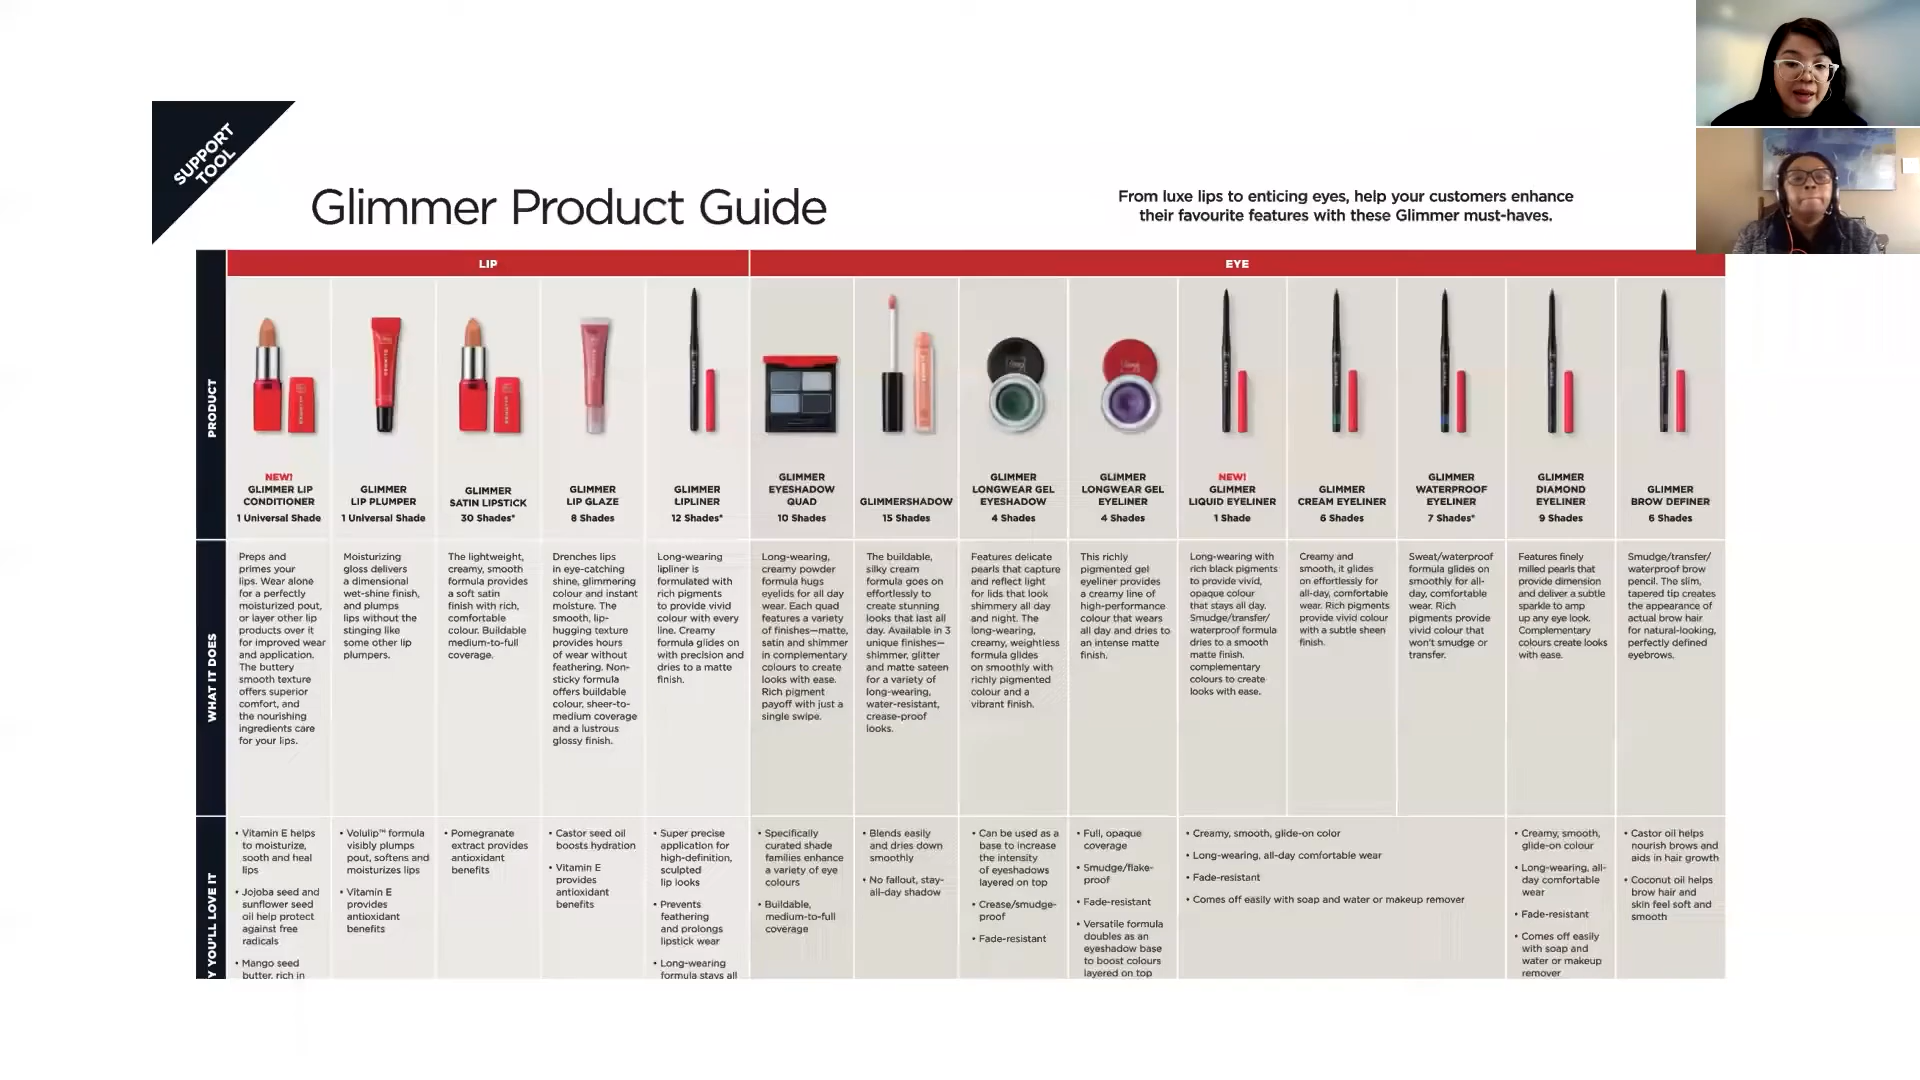 SUPPORT
TOOL
Glimmer Product Guide
From luxe lips to enticing eyes, help your customers enhance
their favourite features with these Glimmer must-haves.
LIP
EYE
PRODUCT
NEW!
GLIMMER LIP
CONDITIONER
1 Universal Shade
GLIMMER
LIP PLUMPER
1 Universal Shade
GLIMMER
SATIN LIPSTICK
30 Shades*
GLIMMER
LIP GLAZE
8 Shades
GLIMMER
LIPLINER
12 Shades*
GLIMMER
EYESHADOW
QUAD
10 Shades
GLIMMERSHADOW
15 Shades
GLIMMER
LONGWEAR GEL
EYESHADOW
4 Shades
GLIMMER
LONGWEAR GEL
EYELINER
4 Shades
NEW!
GLIMMER
LIQUID EYELINER
1 Shade
GLIMMER
CREAM EYELINER
6 Shades
GLIMMER
WATERPROOF
EYELINER
7 Shades*
GLIMMER
DIAMOND
EYELINER
9 Shades
GLIMMER
BROW DEFINER
6 Shades
WHAT IT DOES
Preps and
primes your
lips. Wear alone
for a perfectly
moisturized pout,
or layer other lip
products over it
for improved wear
and application.
The buttery
smooth texture
offers superior
comfort, and
the nourishing
ingredients care
for your lips.
Moisturizing
gloss delivers
a dimensional
wet-shine finish,
and plumps
lips without the
stinging like
some other lip
plumpers.
The lightweight,
creamy, smooth
formula provides
a soft satin
finish with rich,
comfortable
colour. Buildable
medium-to-full
coverage.
Drenches lips
in eye-catching
shine, glimmering
colour and instant
moisture. The
smooth, lip-
hugging texture
provides hours
of wear without
feathering. Non-
sticky formula
offers buildable
colour, sheer-to-
medium coverage
and a lustrous
glossy finish.
Long-wearing
lipliner is
formulated with
rich pigments
to provide vivid
colour with every
line. Creamy
formula glides on
with precision and
dries to a matte
finish.
Long-wearing,
creamy powder
formula hugs
eyelids for all day
wear. Each quad
features a variety
of finishes—matte,
satin and shimmer
in complementary
colours to create
looks with ease.
Rich pigment
payoff with just a
single swipe.
The buildable,
silky cream
formula goes on
effortlessly to
create stunning
looks that last all
day. Available in 3
unique finishes—
shimmer, glitter
and matte sateen
for a variety of
long-wearing,
water-resistant,
crease-proof
looks.
Features delicate
pearls that capture
and reflect light
for lids that look
shimmery all day
and night. The
long-wearing,
creamy, weightless
formula glides
on smoothly with
richly pigmented
colour and a
vibrant finish.
This richly
pigmented gel
eyeliner provides
a creamy line of
high-performance
colour that wears
all day and dries to
an intense matte
finish.
Long-wearing with
rich black pigments
to provide vivid,
opaque colour
that stays all day.
Smudge/transfer/
waterproof formula
dries to a smooth
matte finish.
complementary
colours to create
looks with ease.
Creamy and
smooth, it glides
on effortlessly for
all-day, comfortable
wear. Rich pigments
provide vivid colour
with a subtle sheen
finish.
Sweat/waterproof
formula glides on
smoothly for all-
day, comfortable
wear. Rich
pigments provide
vivid colour that
won't smudge or
transfer.
Features finely
milled pearls that
provide dimension
and deliver a subtle
sparkle to amp
up any eye look.
Complementary
colours create looks
with ease.
Smudge/transfer/
waterproof brow
pencil. The slim,
tapered tip creates
the appearance of
actual brow hair
for natural-looking,
perfectly defined
eyebrows.
Y YOU'LL LOVE IT
• Vitamin E helps
to moisturize,
sooth and heal
lips
• Jojoba seed and
sunflower seed
oil help protect
against free
radicals
• Mango seed
butter, rich in
• Volulip™ formula
visibly plumps
pout, softens and
moisturizes lips
• Vitamin E
provides
antioxidant
benefits
• Pomegranate
extract provides
antioxidant
benefits
• Castor seed oil
boosts hydration
• Vitamin E
provides
antioxidant
benefits
• Super precise
application for
high-definition,
sculpted
lip looks
• Prevents
feathering
and prolongs
lipstick wear
• Long-wearing
formula stays all
• Specifically
curated shade
families enhance
a variety of eye
colours
• Buildable,
medium-to-full
coverage
• Blends easily
and dries down
smoothly
• No fallout, stay-
all-day shadow
• Can be used as a
base to increase
the intensity
of eyeshadows
layered on top
• Crease/smudge-
proof
• Fade-resistant
• Full, opaque
coverage
• Smudge/flake-
proof
• Fade-resistant
• Versatile formula
doubles as an
eyeshadow base
to boost colours
layered on top
• Creamy, smooth, glide-on color
• Long-wearing, all-day comfortable wear
• Fade-resistant
• Comes off easily with soap and water or makeup remover
• Creamy, smooth,
glide-on colour
• Long-wearing, all-
day comfortable
wear
• Fade-resistant
• Comes off easily
with soap and
water or makeup
remover
• Castor oil helps
nourish brows and
aids in hair growth
• Coconut oil helps
brow hair and
skin feel soft and
smooth